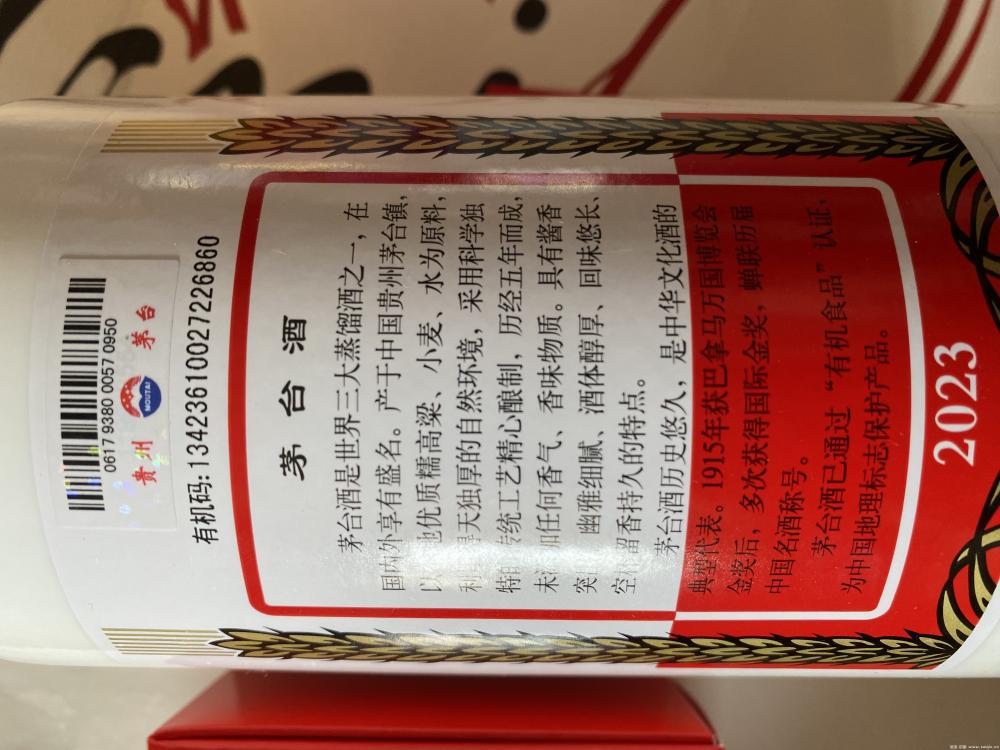 0617 9380 0057 0950
贵州 MOUTAI 茅台
有机码:134236100272268​60
茅台酒
茅台酒是世界三大蒸馏酒之一，在
国内外享有盛名。产于中国贵州茅台镇，
以 地优质糯高粱、小麦、水为原料，
利 得天独厚的自然环境，采用科学独
特的传统工艺精心酿制，历经五年而成，
未添加任何香气、香味物质。具有酱香
突 幽雅细腻、酒体醇厚、回味悠长、
空 留香持久的特点。
茅台酒历史悠久，是中华文化酒的
典型代表。1915年获巴拿马万国博览会
金奖后，多次获得国际金奖，蝉联历届
中国名酒称号。
茅台酒已通过“有机食品”认证，
为中国地理标志保护产品。
2023